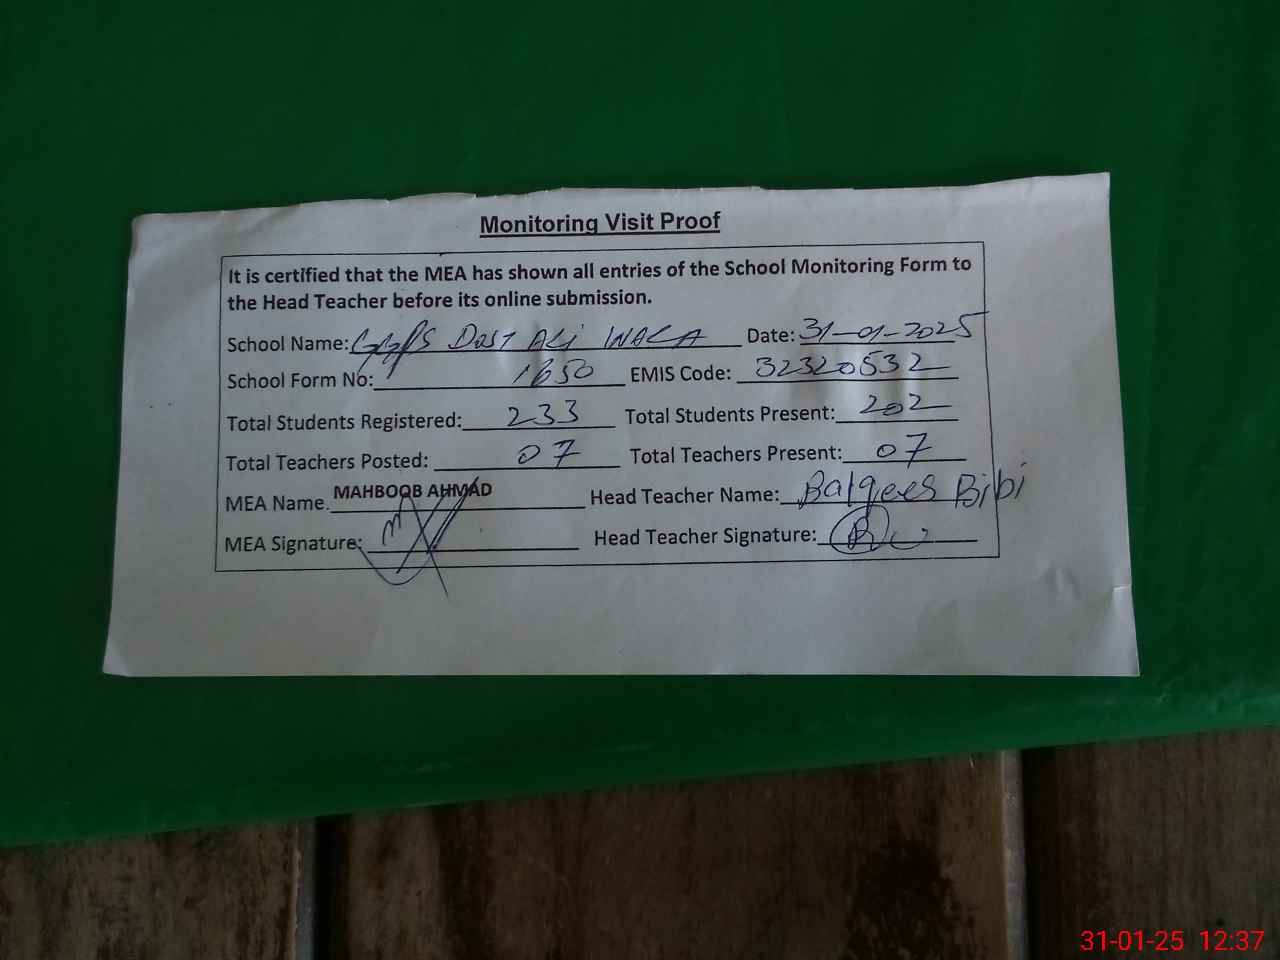 Monitoring Visit Proof
It is certified that the MEA has shown all entries of the School Monitoring Form to
the Head Teacher before its online submission.
School Name: GGPS DOST ALi WALA Date: 31-01-2025
School Form No: 1650 EMIS Code: 32320532
Total Students Registered: 233 Total Students Present: 202
Total Teachers Posted: 07 Total Teachers Present: 07
MEA Name. MAHBOOB AHMAD Head Teacher Name: Balqees Bibi
MEA Signature: Head Teacher Signature:
31-01-25 12:37